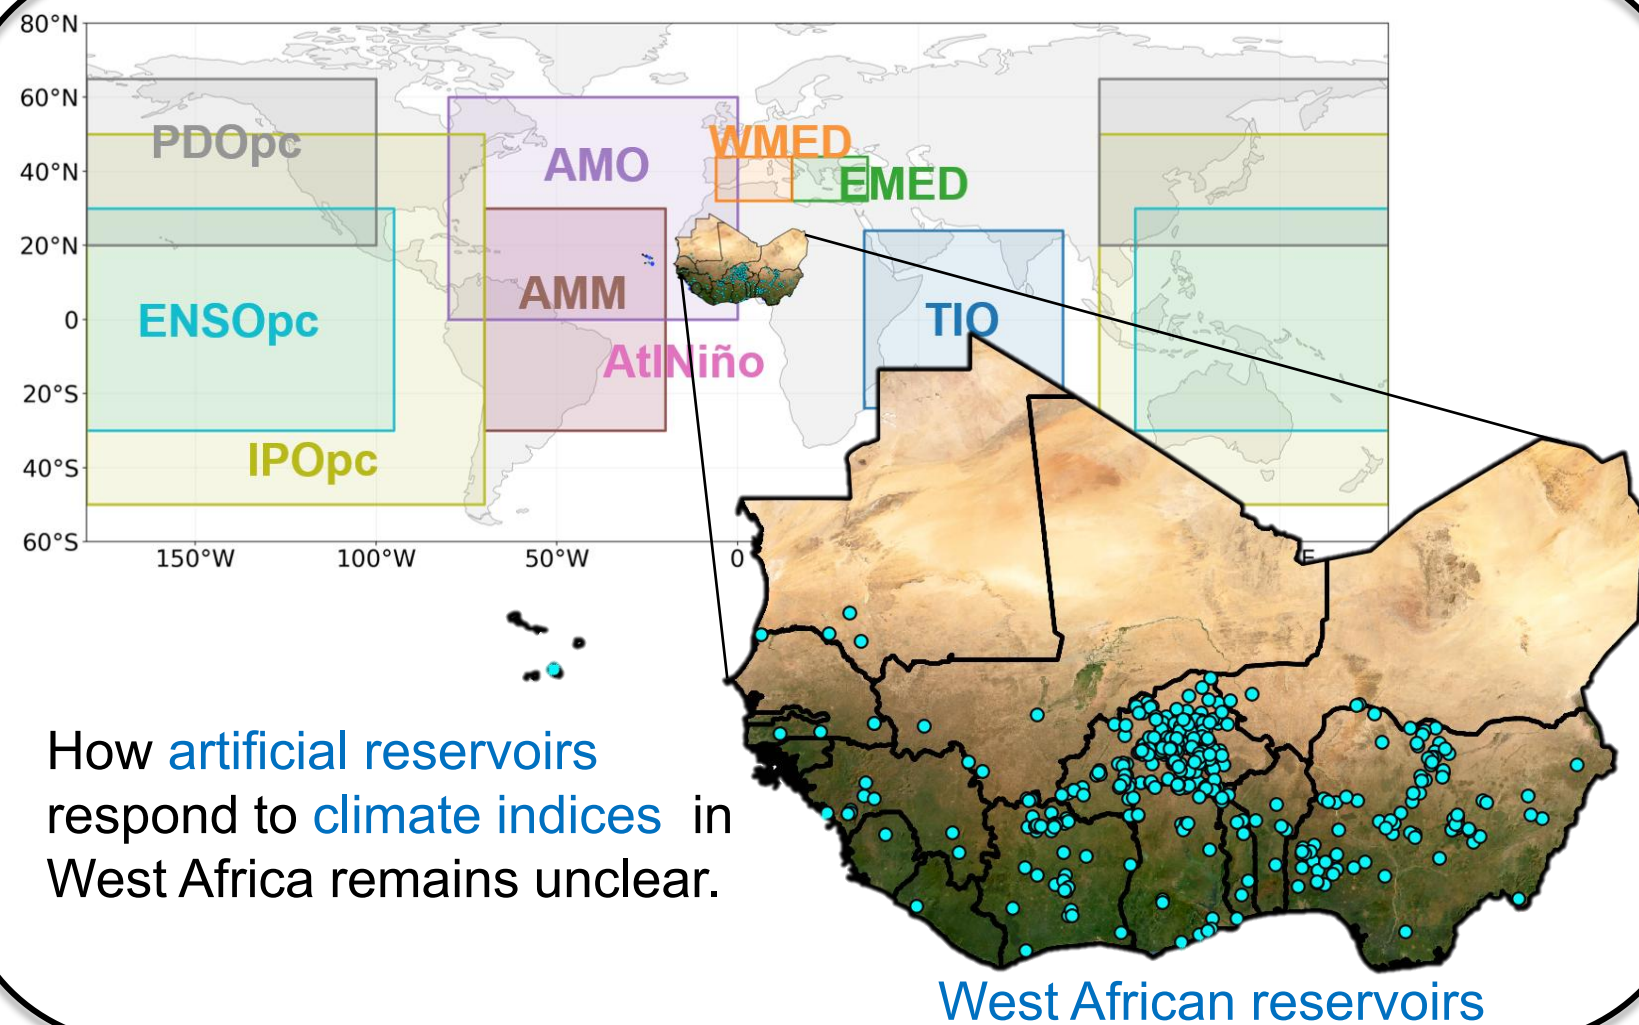 80°N
60°N
40°N
20°N
0
20°S
40°S
60°S
150°W
100°W
50°W
0
E
PDOpc
AMO
WMED
EMED
ENSOpc
AMM
TIO
AtlNiño
IPOpc
How artificial reservoirs
respond to climate indices in
West Africa remains unclear.
West African reservoirs